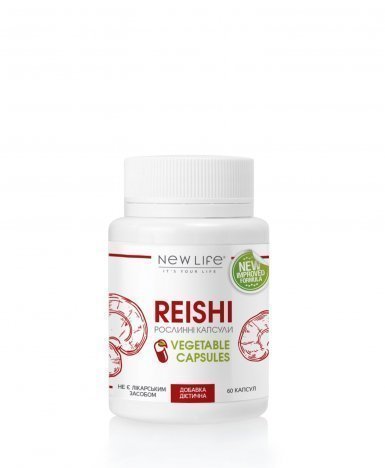 NEW LIFE®
IT'S YOUR LIFE
NEW
IMPROVED
FORMULA
REISHI
РОСЛИННІ КАПСУЛИ
VEGETABLE
CAPSULES
НЕ Є ЛІКАРСЬКИМ
ЗАСОБОМ
ДОБАВКА
ДІЄТИЧНА
60 КАПСУЛ